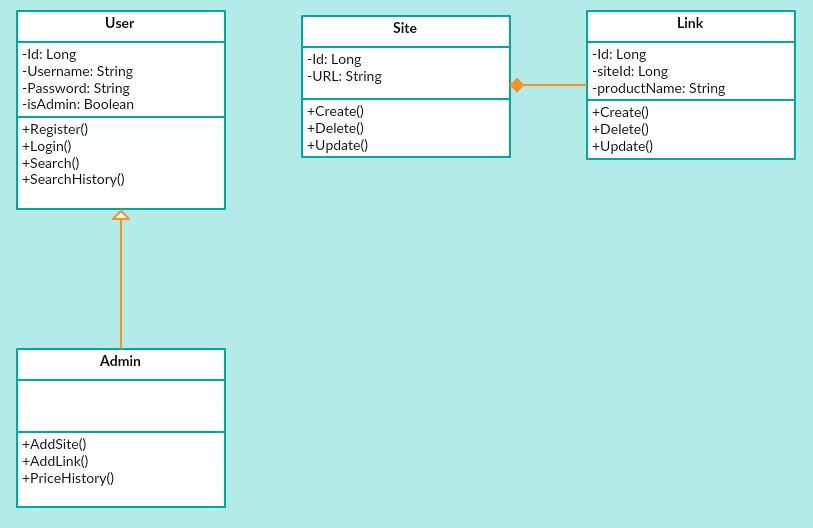 User
-Id: Long
-Username: String
-Password: String
-isAdmin: Boolean
+Register()
+Login()
+Search()
+SearchHistory()
Site
-Id: Long
-URL: String
+Create()
+Delete()
+Update()
Link
-Id: Long
-siteId: Long
-productName: String
+Create()
+Delete()
+Update()
Admin
+AddSite()
+AddLink()
+PriceHistory()